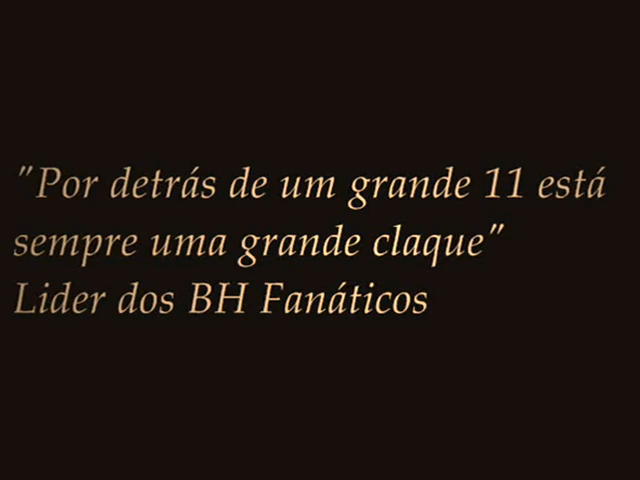 "Por detrás de um grande 11 está
sempre uma grande claque"
Lider dos BH Fanáticos